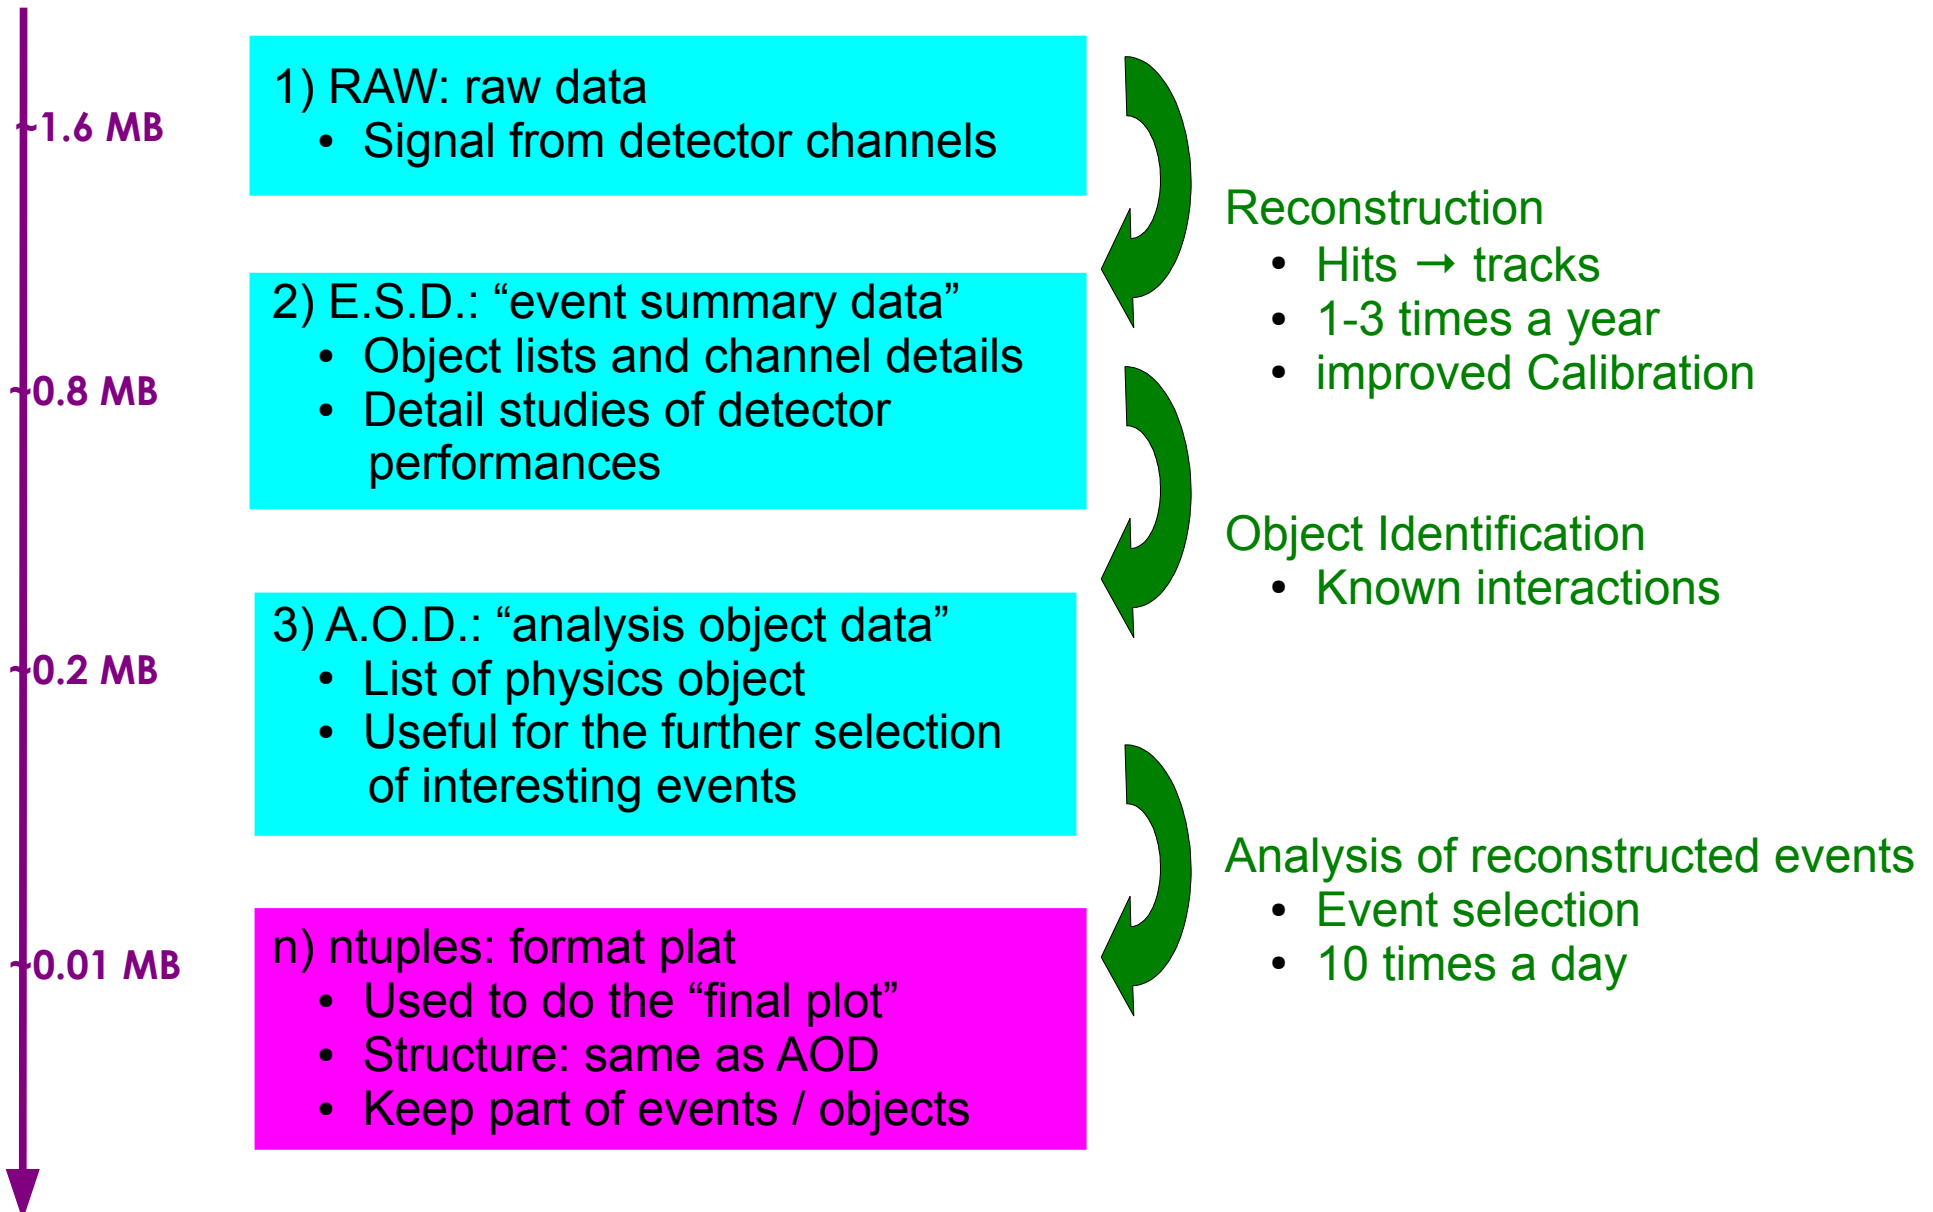 ~1.6 MB
1) RAW: raw data
• Signal from detector channels
Reconstruction
• Hits → tracks
• 1-3 times a year
• improved Calibration
~0.8 MB
2) E.S.D.: “event summary data”
• Object lists and channel details
• Detail studies of detector
performances
Object Identification
• Known interactions
~0.2 MB
3) A.O.D.: “analysis object data”
• List of physics object
• Useful for the further selection
of interesting events
Analysis of reconstructed events
• Event selection
• 10 times a day
~0.01 MB
n) ntuples: format plat
• Used to do the “final plot”
• Structure: same as AOD
• Keep part of events / objects